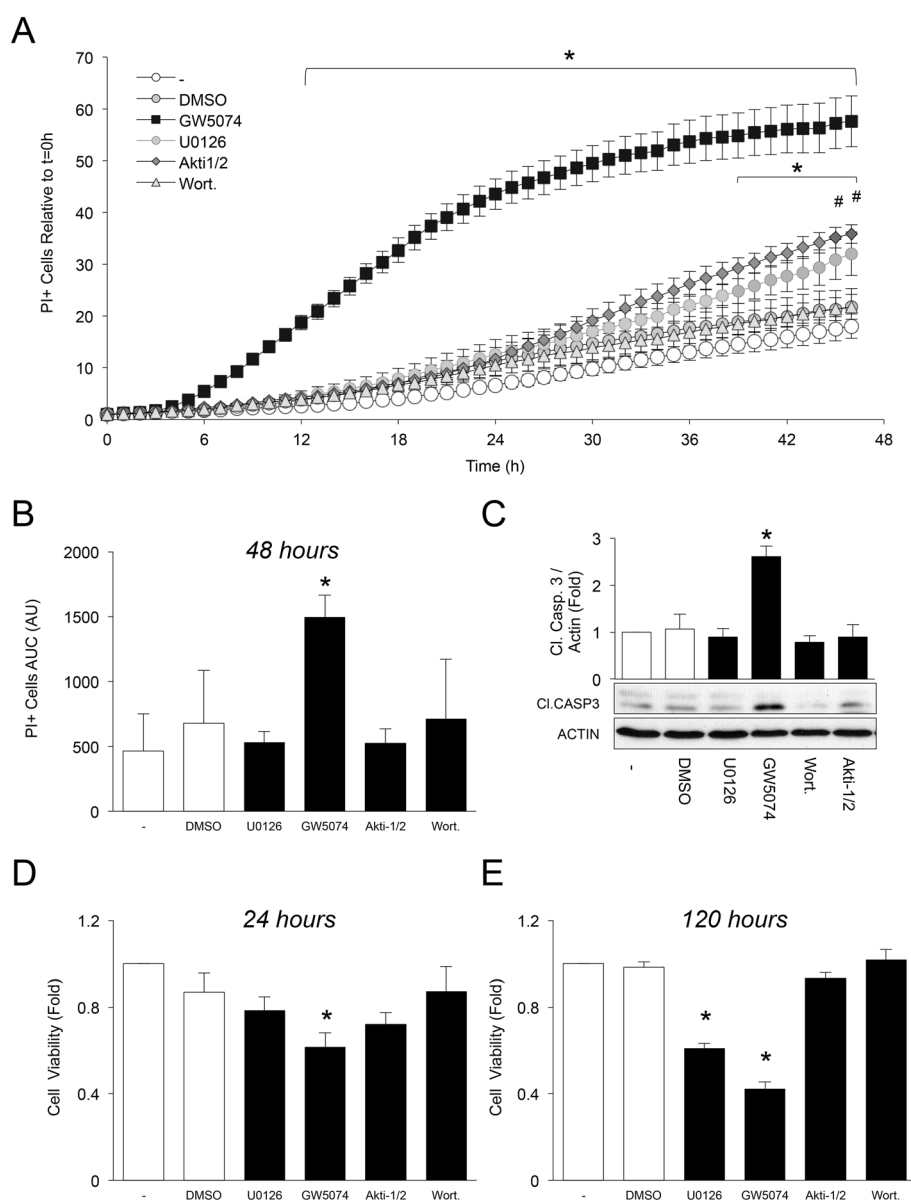 A
70
60
50
40
30
20
10
0
PI+ Cells Relative to t=0h
-
DMSO
GW5074
U0126
Akti1/2
Wort.
*
*
# #
0 6 12 18 24 30 36 42 48
Time (h)
B
48 hours
2000
1500
1000
500
0
PI+ Cells AUC (AU)
*
- DMSO U0126 GW5074 Akti-1/2 Wort.
C
3
2
1
0
Cl. Casp. 3 /
Actin (Fold)
*
Cl.CASP3
ACTIN
- DMSO U0126 GW5074 Wort. Akti-1/2
D
24 hours
1.2
0.8
0.4
0
Cell Viability (Fold)
*
- DMSO U0126 GW5074 Akti-1/2 Wort.
E
120 hours
1.2
0.8
0.4
0
Cell Viability (Fold)
*
*
- DMSO U0126 GW5074 Akti-1/2 Wort.